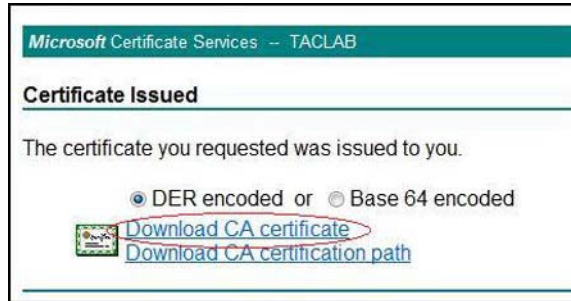 Microsoft Certificate Services -- TACLAB
Certificate Issued
The certificate you requested was issued to you.
DER encoded or Base 64 encoded
Download CA certificate
Download CA certification path